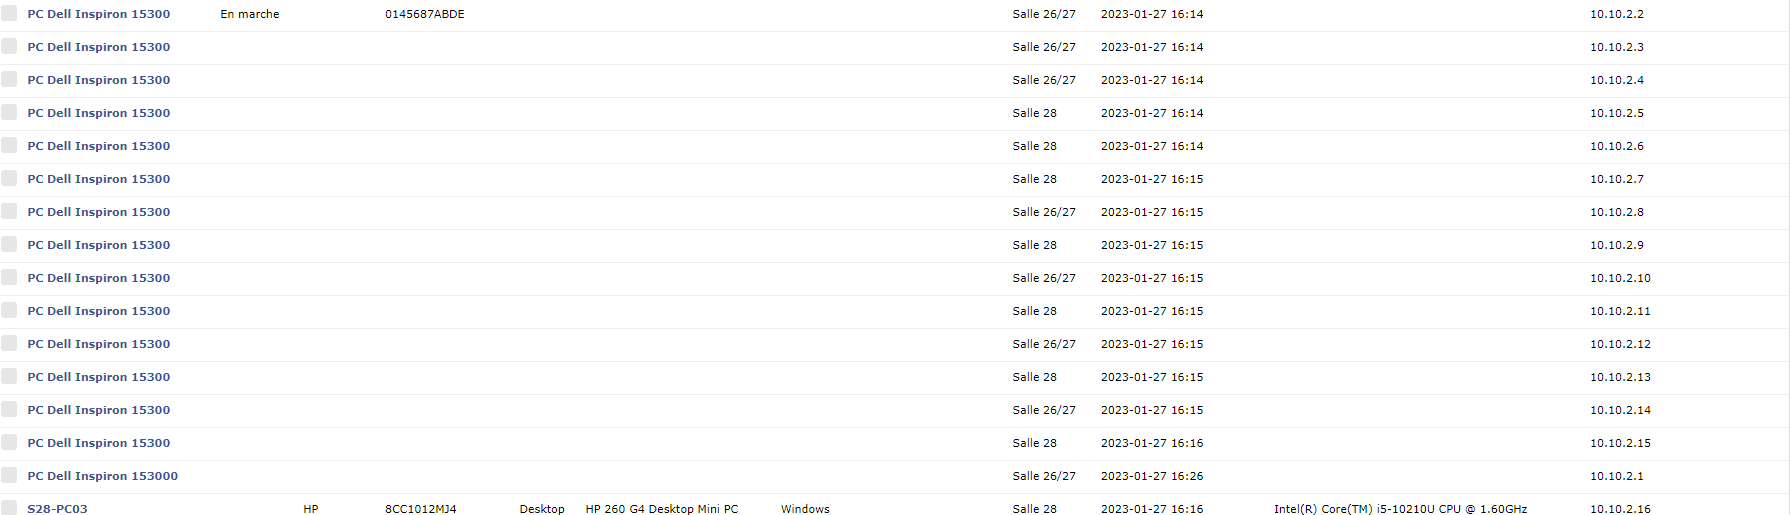 PC Dell Inspiron 15300 En marche 0145687ABDE Salle 26/27 2023-01-27 16:14 10.10.2.2
PC Dell Inspiron 15300 Salle 26/27 2023-01-27 16:14 10.10.2.3
PC Dell Inspiron 15300 Salle 26/27 2023-01-27 16:14 10.10.2.4
PC Dell Inspiron 15300 Salle 28 2023-01-27 16:14 10.10.2.5
PC Dell Inspiron 15300 Salle 28 2023-01-27 16:14 10.10.2.6
PC Dell Inspiron 15300 Salle 28 2023-01-27 16:15 10.10.2.7
PC Dell Inspiron 15300 Salle 26/27 2023-01-27 16:15 10.10.2.8
PC Dell Inspiron 15300 Salle 28 2023-01-27 16:15 10.10.2.9
PC Dell Inspiron 15300 Salle 26/27 2023-01-27 16:15 10.10.2.10
PC Dell Inspiron 15300 Salle 28 2023-01-27 16:15 10.10.2.11
PC Dell Inspiron 15300 Salle 26/27 2023-01-27 16:15 10.10.2.12
PC Dell Inspiron 15300 Salle 28 2023-01-27 16:15 10.10.2.13
PC Dell Inspiron 15300 Salle 26/27 2023-01-27 16:15 10.10.2.14
PC Dell Inspiron 15300 Salle 28 2023-01-27 16:16 10.10.2.15
PC Dell Inspiron 153000 Salle 26/27 2023-01-27 16:26 10.10.2.1
S28-PC03 HP 8CC1012MJ4 Desktop HP 260 G4 Desktop Mini PC Windows Salle 28 2023-01-27 16:16 Intel(R) Core(TM) i5-10210U CPU @ 1.60GHz 10.10.2.16